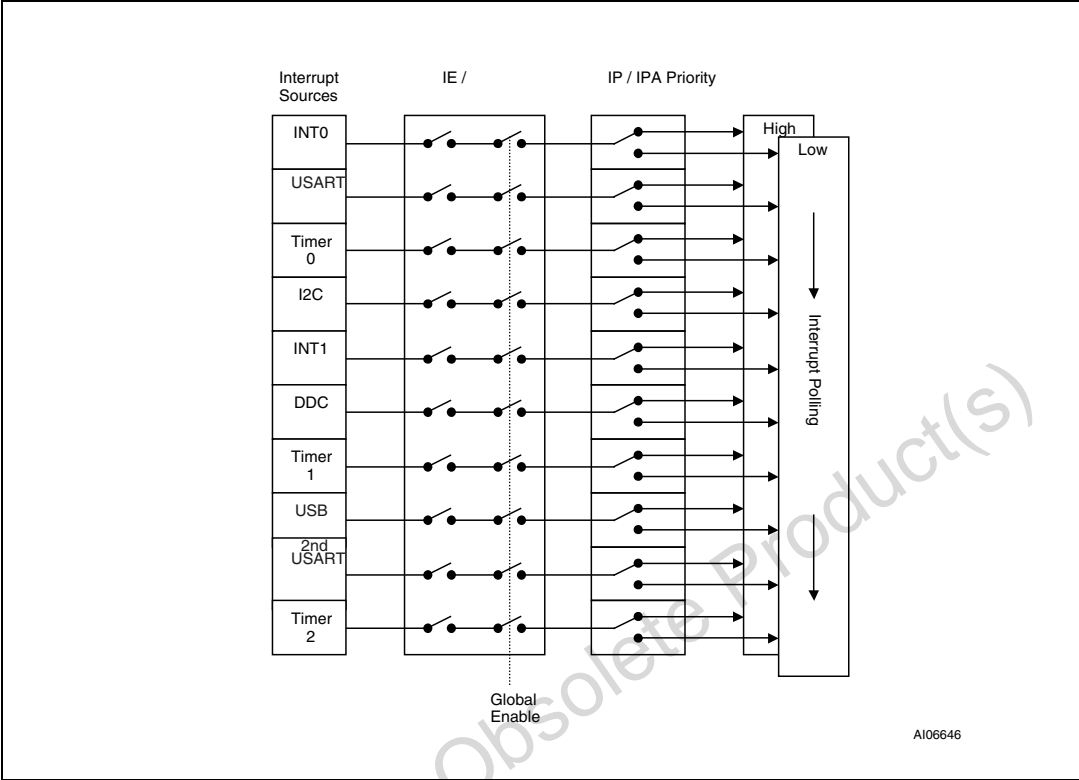 Interrupt
Sources
IE /
IP / IPA Priority
INT0
High
Low
USART
Timer
0
I2C
INT1
Interrupt Polling
DDC
Timer
1
USB
2nd
USART
Timer
2
Global
Enable
Obsolete Product(s)
AI06646